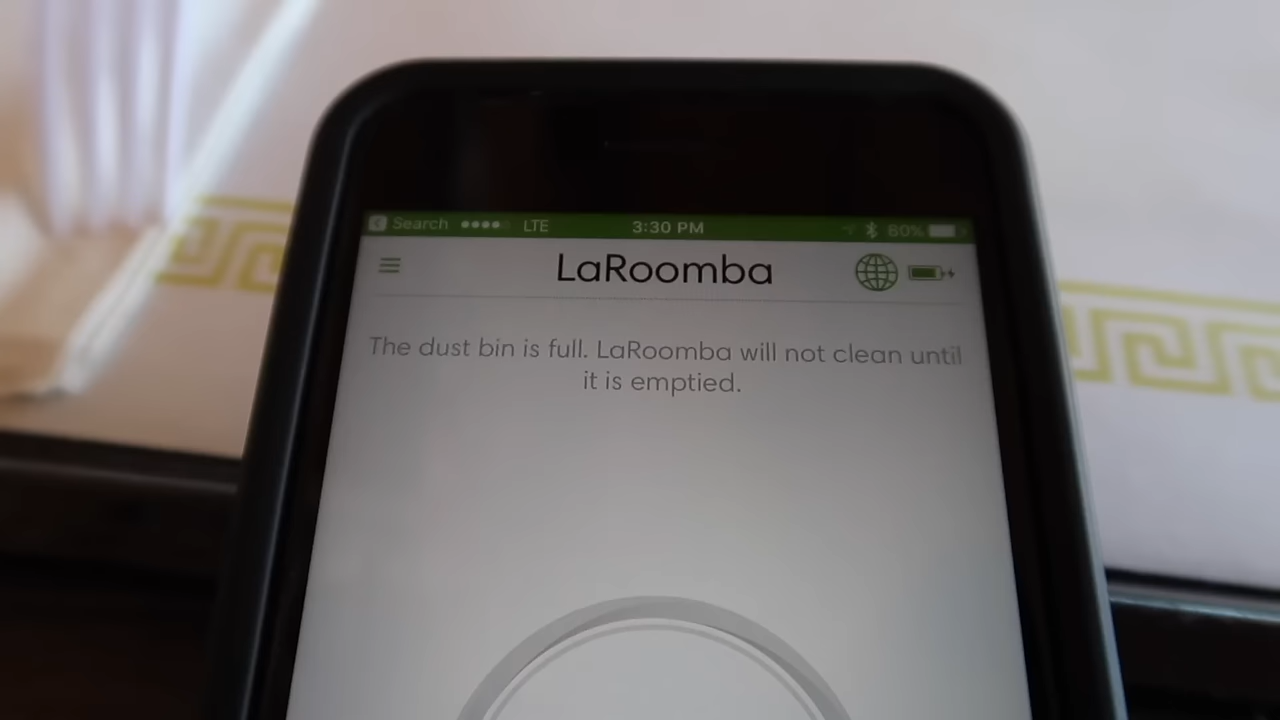 Search LTE 3:30 PM 60%
LaRoomba
The dust bin is full. LaRoomba will not clean until
it is emptied.